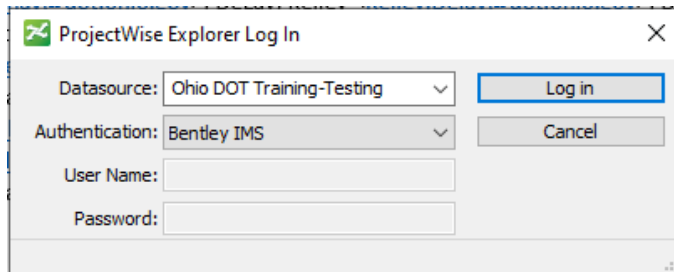 ProjectWise Explorer Log In
Datasource: Ohio DOT Training-Testing Log in
Authentication: Bentley IMS Cancel
User Name:
Password: